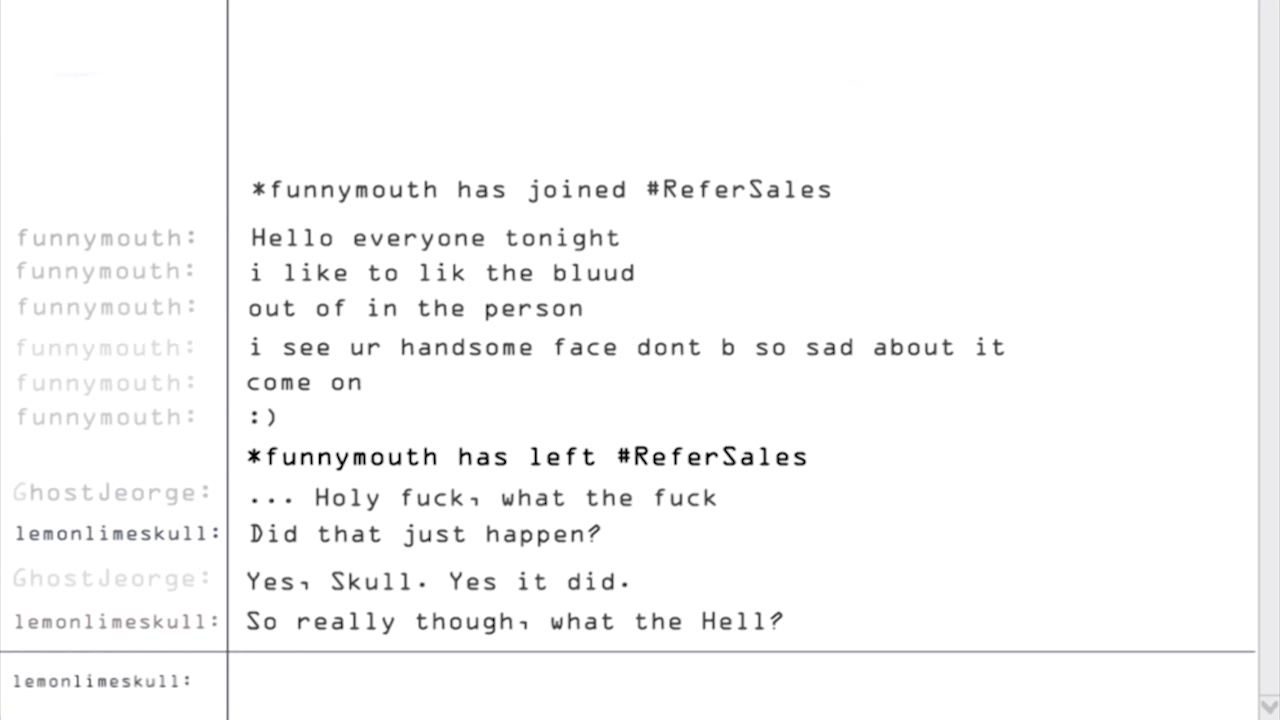 *funnymouth has joined #ReferSales
funnymouth: Hello everyone tonight
funnymouth: i like to lik the bluud
funnymouth: out of in the person
funnymouth: i see ur handsome face dont b so sad about it
funnymouth: come on
funnymouth: :)
*funnymouth has left #ReferSales
GhostJeorge: ... Holy fuck, what the fuck
lemonlimeskull: Did that just happen?
GhostJeorge: Yes, Skull. Yes it did.
lemonlimeskull: So really though, what the Hell?
lemonlimeskull: